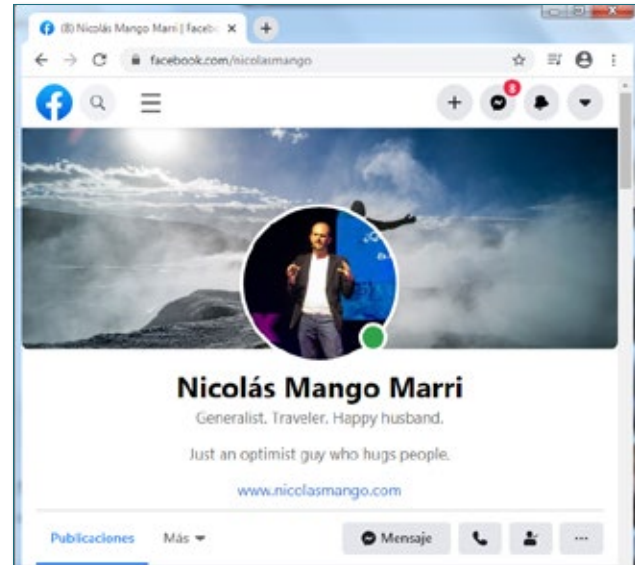 (8) Nicolás Mango Marri | Faceb
facebook.com/nicolasmango
8
Nicolás Mango Marri
Generalist. Traveler. Happy husband.
Just an optimist guy who hugs people.
www.nicolasmango.com
Publicaciones Más Mensaje